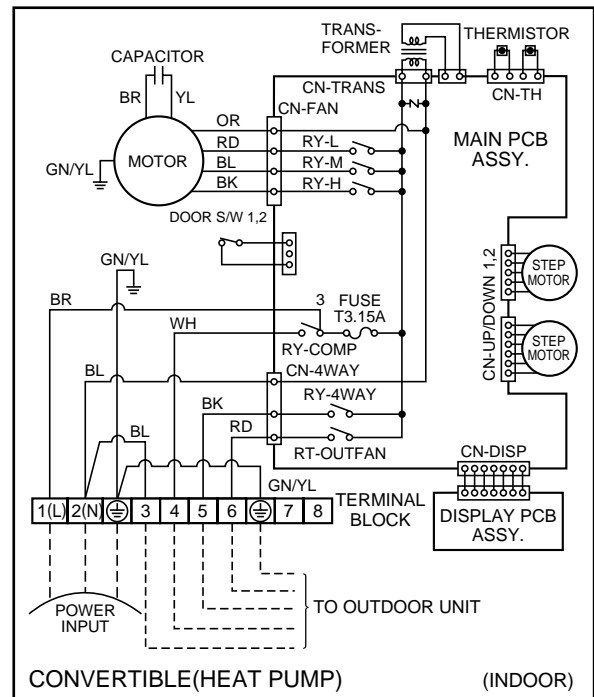 TRANS-
FORMER
THERMISTOR
CAPACITOR
BR YL
CN-TRANS
CN-TH
CN-FAN
N
OR
RD
BL
BK
RY-L
RY-M
RY-H
MAIN PCB
ASSY.
GN/YL
MOTOR
DOOR S/W 1,2
GN/YL
STEP
MOTOR
STEP
MOTOR
CN-UP/DOWN 1,2
BR
3
FUSE
T3.15A
WH
RY-COMP
CN-4WAY
BL
RY-4WAY
BK
BL
RD
RT-OUTFAN
CN-DISP
GN/YL
1(L) 2(N) 3 4 5 6 7 8
TERMINAL
BLOCK
DISPLAY PCB
ASSY.
POWER
INPUT
TO OUTDOOR UNIT
CONVERTIBLE(HEAT PUMP)
(INDOOR)